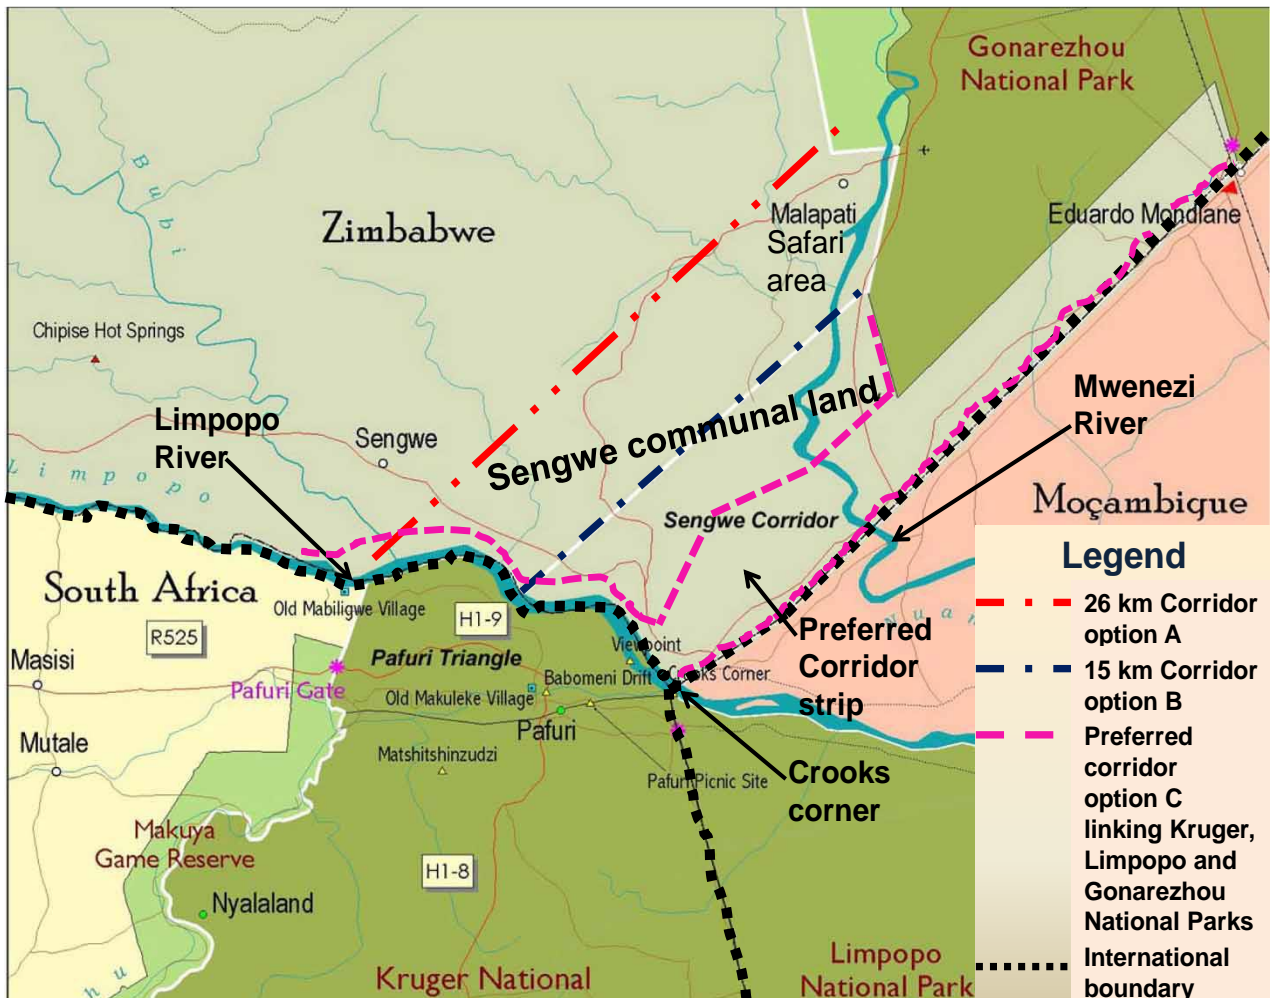 Gonarezhou
National Park
Bubi
Zimbabwe
Malapati
Safari
area
Eduardo Mondlane
Chipise Hot Springs
Limpopo
River
Sengwe
Sengwe communal land
Mwenezi
River
Limpopo
Sengwe Corridor
Moçambique
South Africa
Old Mabiligwe Village
H1-9
R525
Masisi
Pafuri Triangle
Viewpoint
Preferred
Corridor
strip
Pafuri Gate
Babomeni Drift
Crooks Corner
Old Makuleke Village
Pafuri
Mutale
Matshitshinzudzi
Pafuri Picnic Site
Crooks
corner
Makuya
Game Reserve
H1-8
Nyalaland
Kruger National
Limpopo
National Park
Legend
26 km Corridor
option A
15 km Corridor
option B
Preferred
corridor
option C
linking Kruger,
Limpopo and
Gonarezhou
National Parks
International
boundary